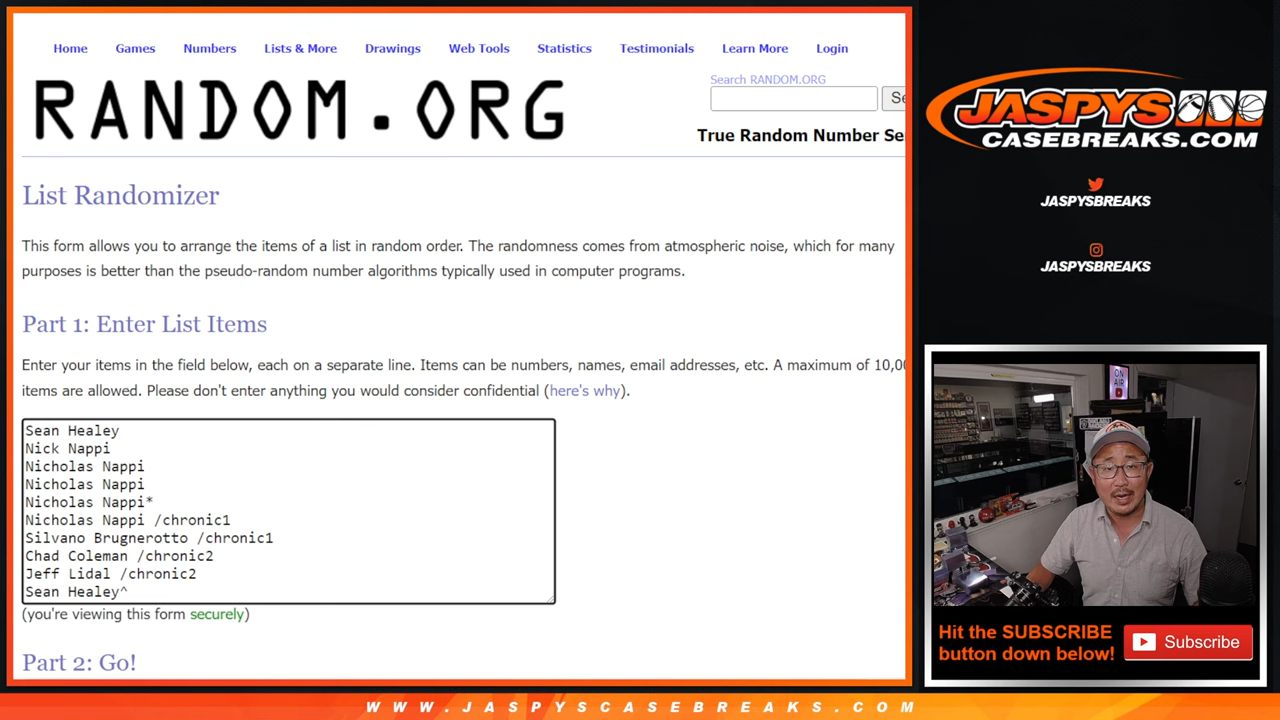 Home Games Numbers Lists & More Drawings Web Tools Statistics Testimonials Learn More Login
RANDOM.ORG
Search RANDOM.ORG
Se
True Random Number Se
List Randomizer
This form allows you to arrange the items of a list in random order. The randomness comes from atmospheric noise, which for many
purposes is better than the pseudo-random number algorithms typically used in computer programs.
Part 1: Enter List Items
Enter your items in the field below, each on a separate line. Items can be numbers, names, email addresses, etc. A maximum of 10,00
items are allowed. Please don't enter anything you would consider confidential (here's why).
Sean Healey
Nick Nappi
Nicholas Nappi
Nicholas Nappi
Nicholas Nappi*
Nicholas Nappi /chronic1
Silvano Brugnerotto /chronic1
Chad Coleman /chronic2
Jeff Lidal /chronic2
Sean Healey^
(you're viewing this form securely)
Part 2: Go!
JASPYS
CASEBREAKS.COM
JASPYSBREAKS
JASPYSBREAKS
ON
AIR
Hit the SUBSCRIBE
button down below!
Subscribe
WWW.JASPYSCASEBREAKS.COM